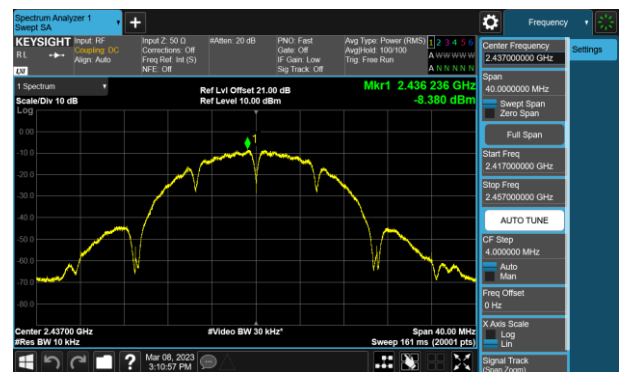 Spectrum Analyzer 1
Swept SA
Frequency
KEYSIGHT
RL
LXI
Input: RF
Coupling: DC
Align: Auto
Input Z: 50 Ω
Corrections: Off
Freq Ref: Int (S)
NFE: Off
#Atten: 20 dB
PNO: Fast
Gate: Off
IF Gain: Low
Sig Track: Off
Avg Type: Power (RMS)
Avg|Hold: 100/100
Trig: Free Run
1 2 3 4 5 6
A W W W W W
A N N N N N
1 Spectrum
Scale/Div 10 dB
Log
Ref Lvl Offset 21.00 dB
Ref Level 10.00 dBm
Mkr1 2.436 236 GHz
-8.380 dBm
1
0.00
-10.0
-20.0
-30.0
-40.0
-50.0
-60.0
-70.0
-80.0
Center 2.43700 GHz
#Res BW 10 kHz
#Video BW 30 kHz*
Span 40.00 MHz
Sweep 161 ms (20001 pts)
Center Frequency
2.437000000 GHz
Settings
Span
40.0000000 MHz
Swept Span
Zero Span
Full Span
Start Freq
2.417000000 GHz
Stop Freq
2.457000000 GHz
AUTO TUNE
CF Step
4.000000 MHz
Auto
Man
Freq Offset
0 Hz
X Axis Scale
Log
Lin
Signal Track
(Span Zoom)
?
Mar 08, 2023
3:10:57 PM